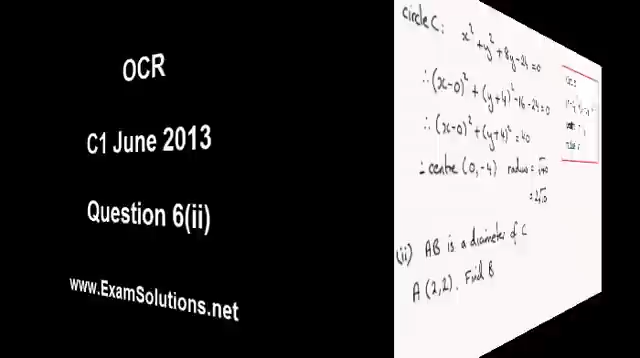 OCR
C1 June 2013
Question 6(ii)
www.ExamSolutions.net
circle C: x² + y² + 8y - 24 = 0
∴ (x-0)² + (y+4)² - 16 - 24 = 0
∴ (x-0)² + (y+4)² = 40
∴ centre (0, -4) radius = √40
= 2√10
(ii) AB is a diameter of C
A (2,2). Find B